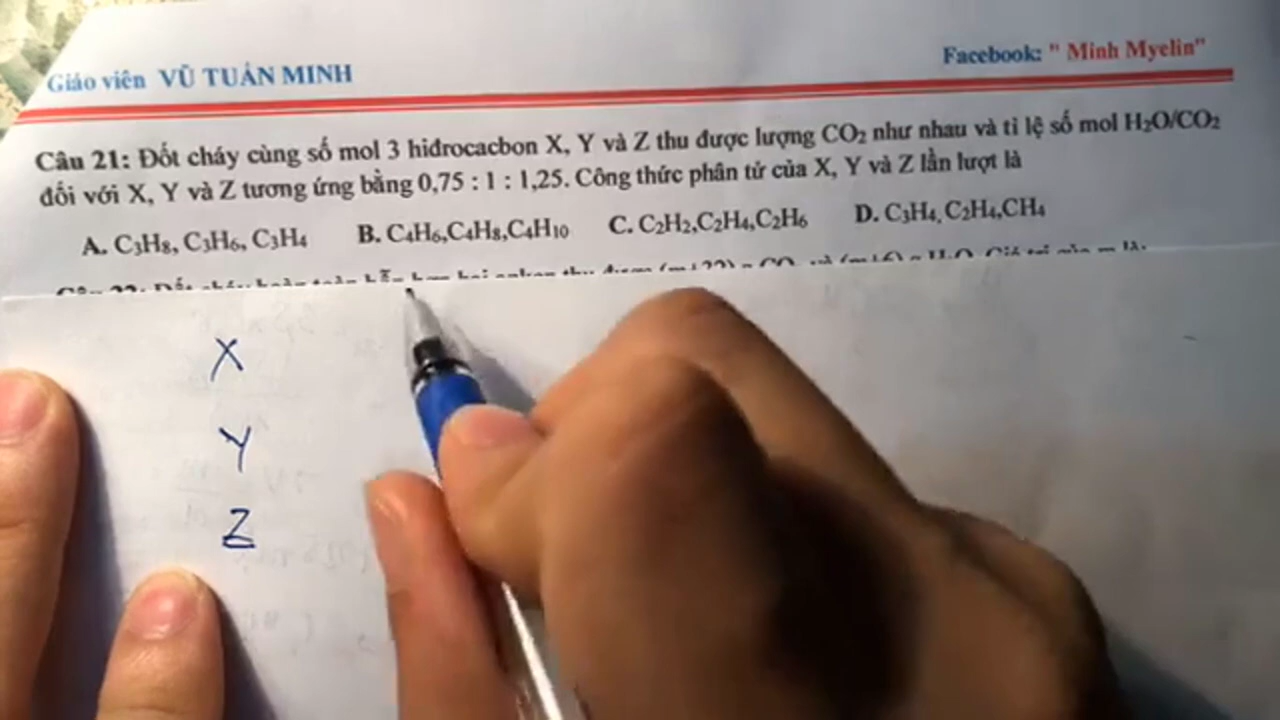 Giáo viên VŨ TUẤN MINH
Facebook: " Minh Myelin"
Câu 21: Đốt cháy cùng số mol 3 hiđrocacbon X, Y và Z thu được lượng CO₂ như nhau và tỉ lệ số mol H₂O/CO₂
đối với X, Y và Z tương ứng bằng 0,75 : 1 : 1,25. Công thức phân tử của X, Y và Z lần lượt là
A. C₃H₈, C₃H₆, C₃H₄ B. C₄H₆,C₄H₈,C₄H₁₀ C. C₂H₂,C₂H₄,C₂H₆ D. C₃H₄, C₂H₄,CH₄
X
Y
Z